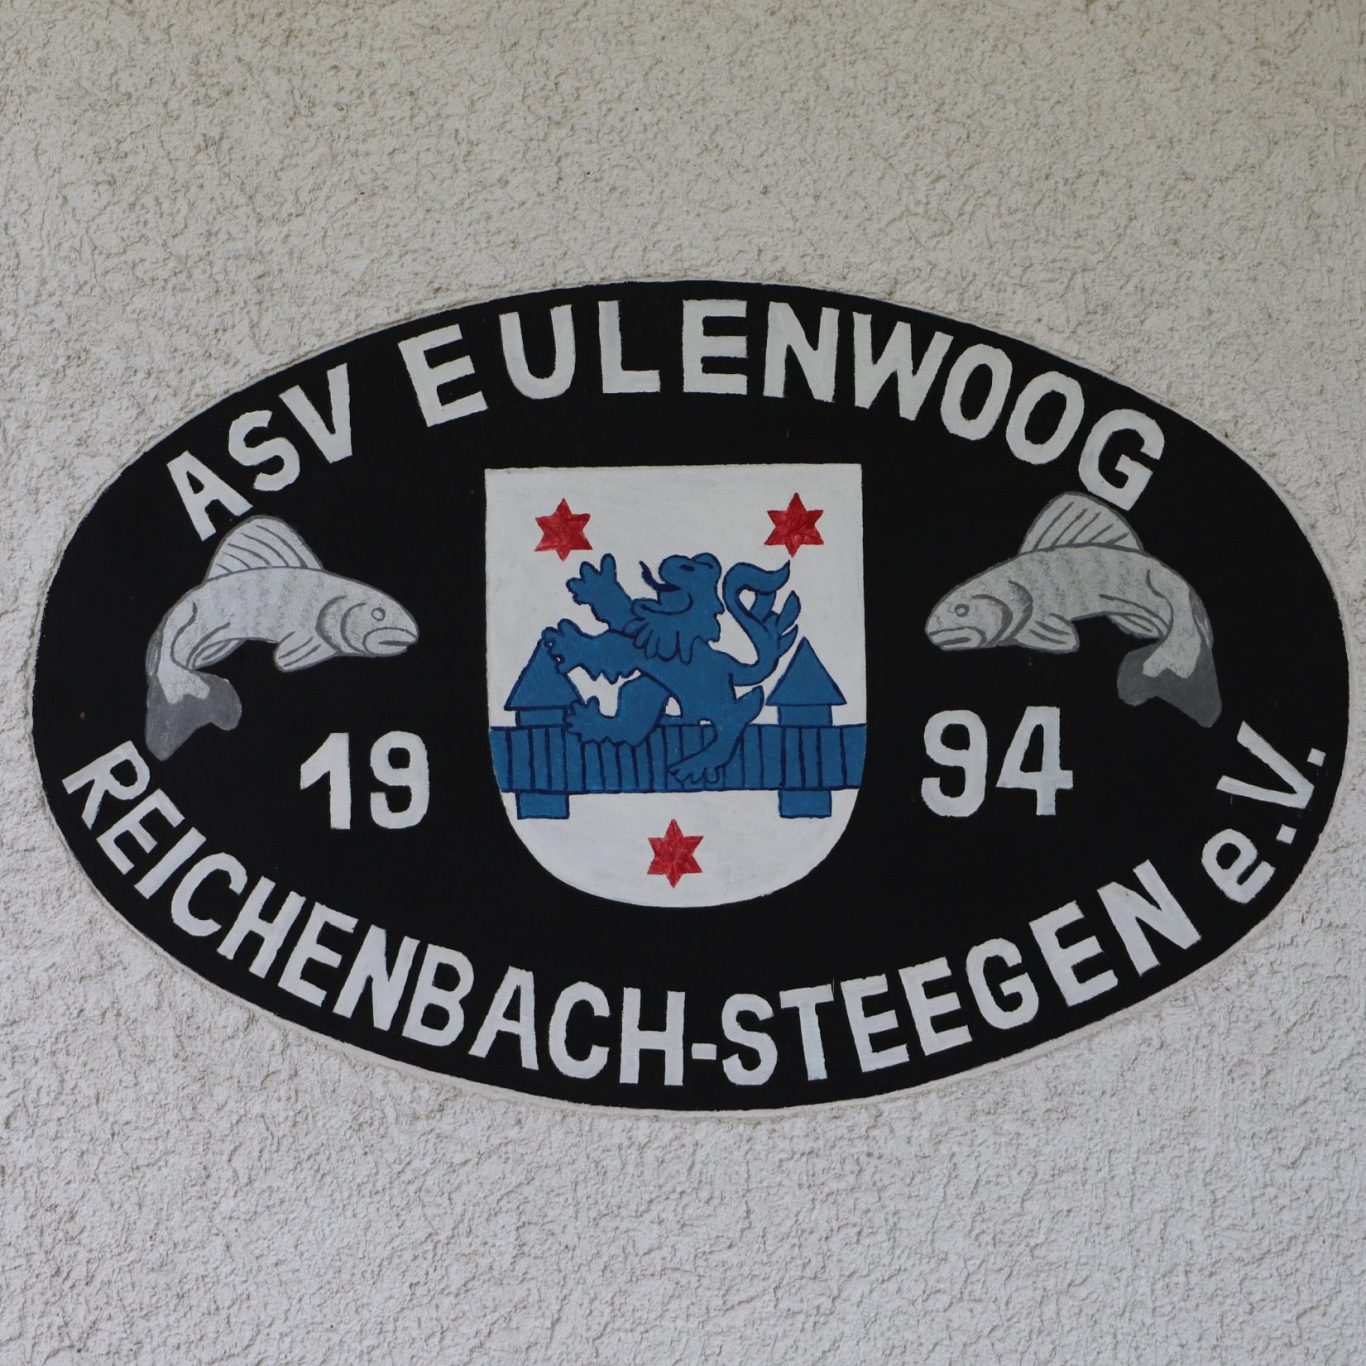 ASV EULENWOOG
19 94
REICHENBACH-STEEGEN e.V.